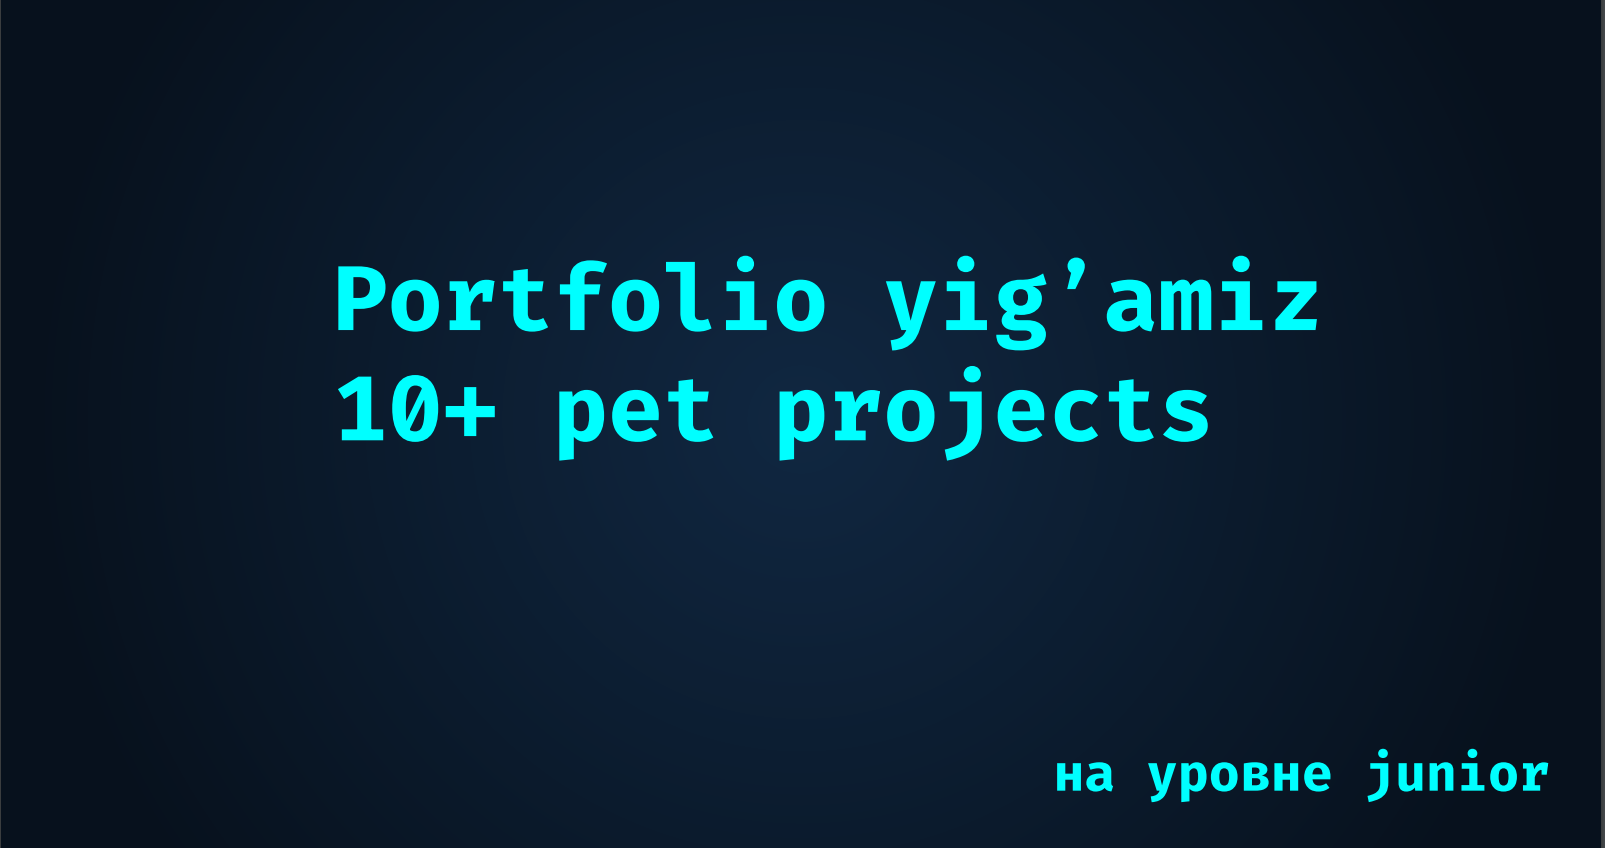 Portfolio yig’amiz
10+ pet projects
на уровне junior